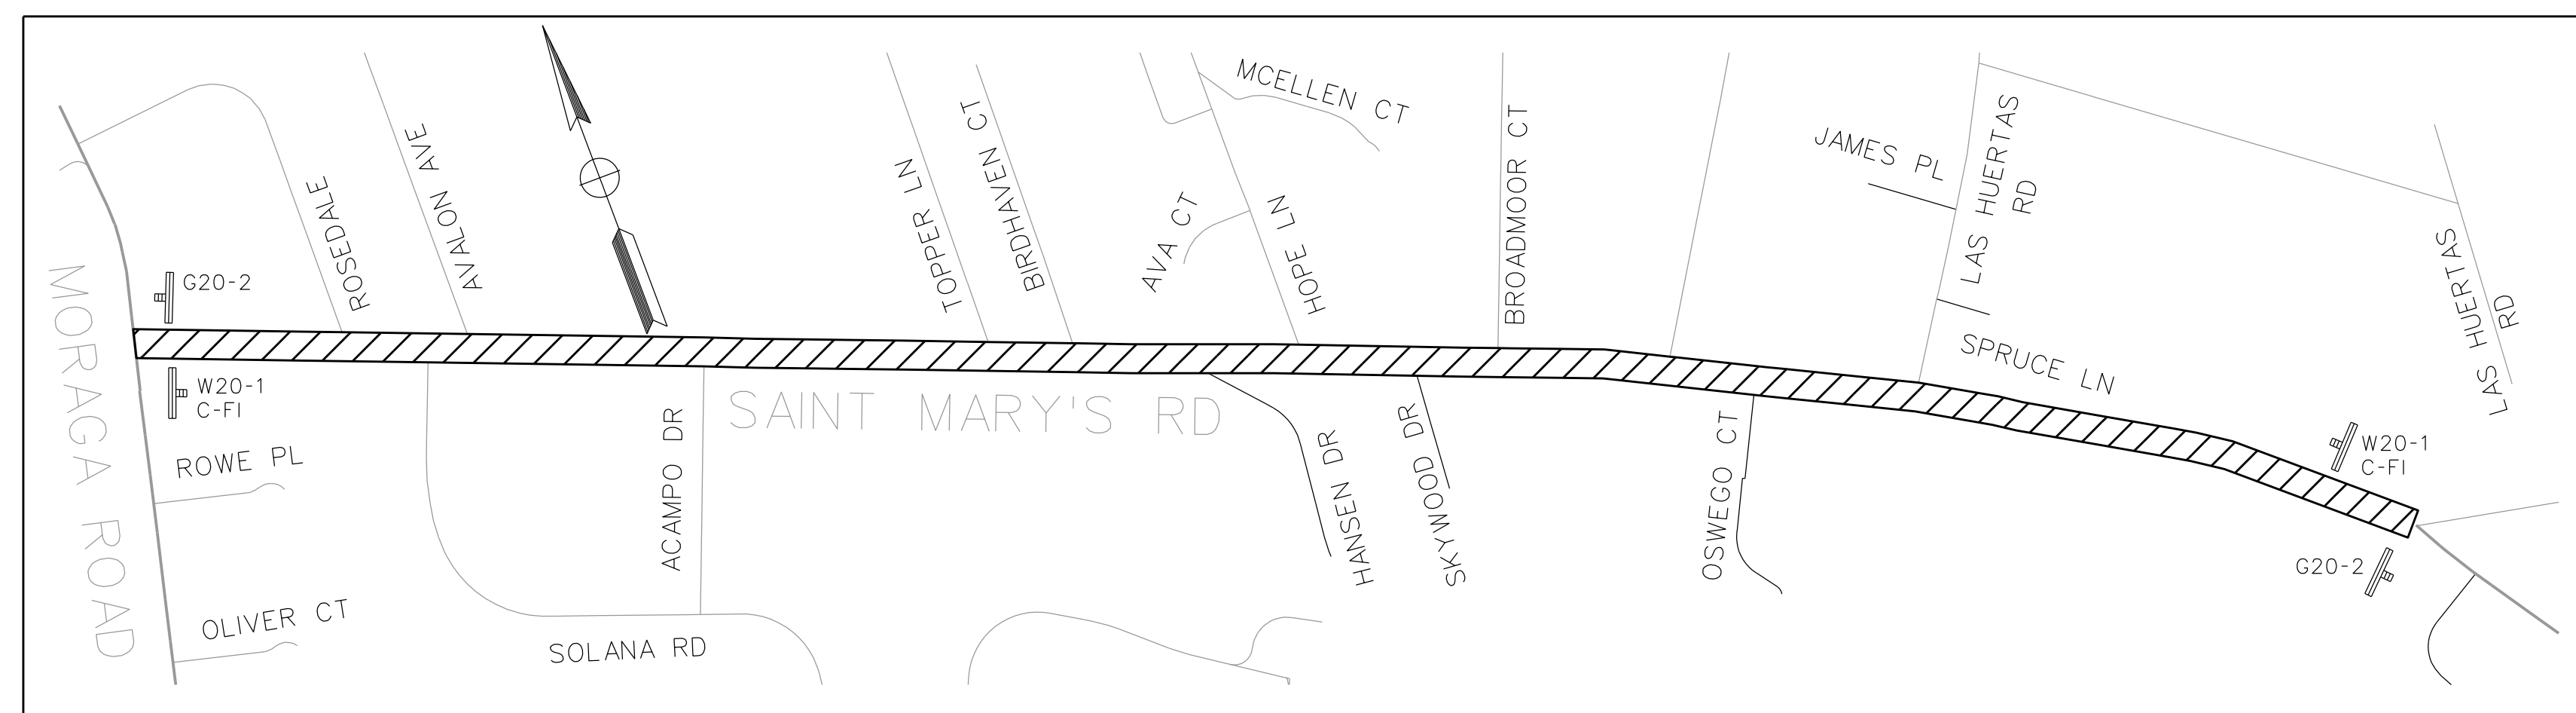 MCELLEN CT
ROSEDALE
AVALON AVE
TOPPER LN
BIRDHAVEN CT
AVA CT
HOPE LN
BROADMOOR CT
JAMES PL
LAS HUERTAS
RD
LAS HUERTAS
RD
G20-2
MORAGA ROAD
W20-1
C-FI
SAINT MARY'S RD
SPRUCE LN
ROWE PL
ACAMPO DR
HANSEN DR
SKYWOOD DR
OSWEGO CT
W20-1
C-FI
G20-2
OLIVER CT
SOLANA RD